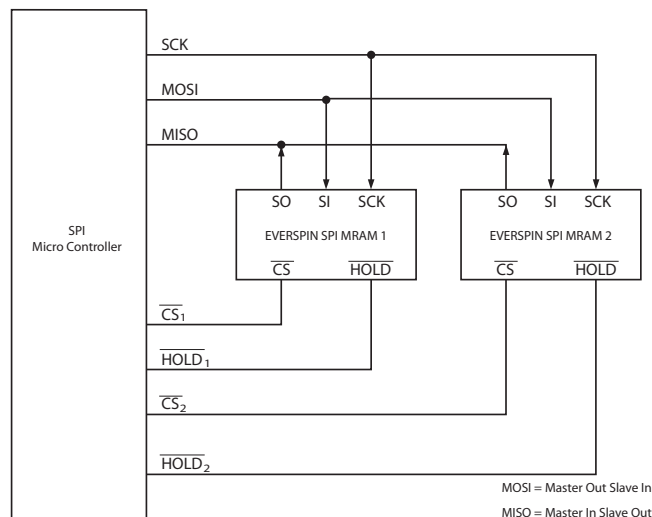 SCK
MOSI
MISO
SO SI SCK
SO SI SCK
SPI
Micro Controller
EVERSPIN SPI MRAM 1
EVERSPIN SPI MRAM 2
CS HOLD
CS HOLD
CS1
HOLD1
CS2
HOLD2
MOSI = Master Out Slave In
MISO = Master In Slave Out